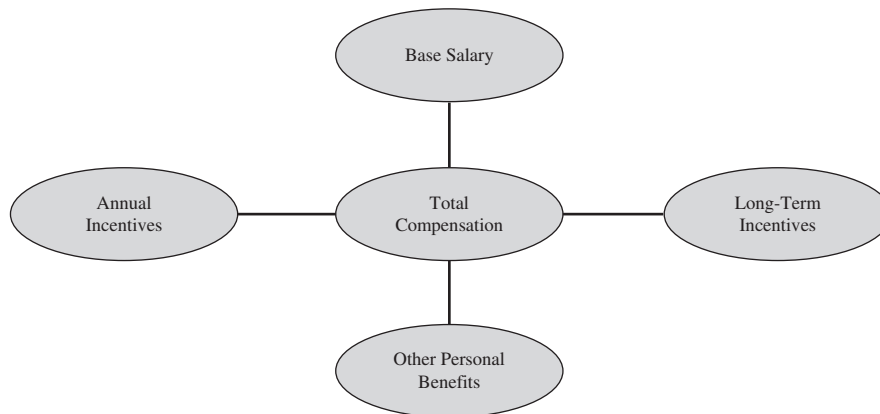 Base Salary
Annual
Incentives
Total
Compensation
Long-Term
Incentives
Other Personal
Benefits